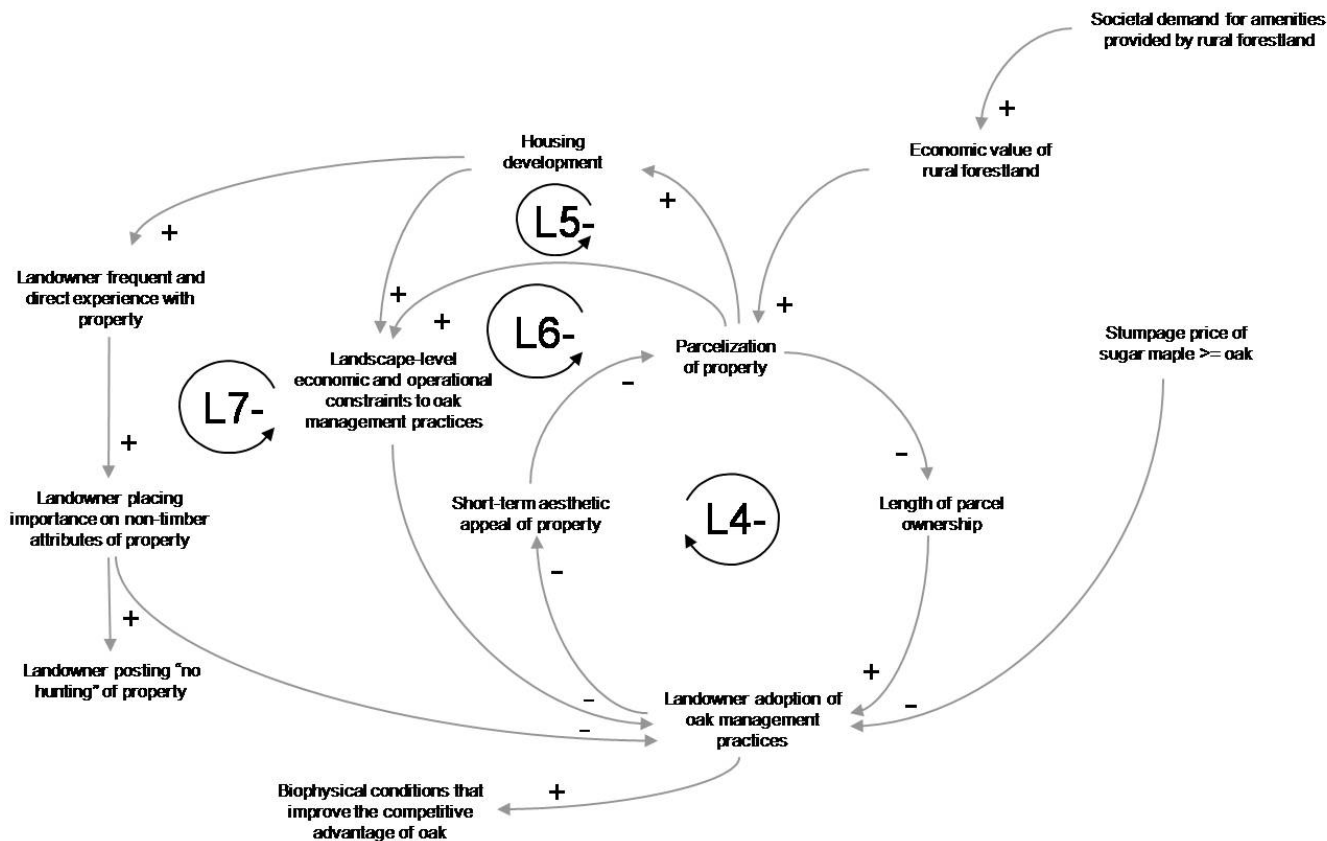 Societal demand for amenities
provided by rural forestland
+
Housing
development
Economic value of
rural forestland
+
L5-
+
Landowner frequent and
direct experience with
property
+
+
+
L6-
Parcelization
of property
Stumpage price of
sugar maple >= oak
Landscape-level
economic and operational
constraints to oak
management practices
–
L7-
+
–
Landowner placing
importance on non-timber
attributes of property
Short-term aesthetic
appeal of property
L4-
Length of parcel
ownership
–
+
Landowner posting "no
hunting" of property
+
–
–
–
Landowner adoption of
oak management
practices
Biophysical conditions that
improve the competitive
advantage of oak
+